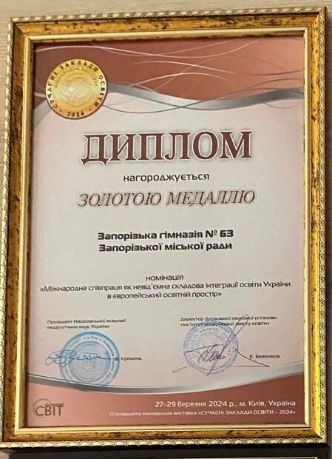 СУЧАСНІ ЗАКЛАДИ ОСВІТИ
2024
ДИПЛОМ
нагороджується
ЗОЛОТОЮ МЕДАЛЛЮ
Запорізька гімназія № 63
Запорізької міської ради
номінація
«Міжнародна співпраця як невід'ємна складова інтеграції освіти України
в європейський освітній простір»
Президент Національної академії
педагогічних наук України
Директор Державної наукової установи
«Інститут модернізації змісту освіти»
В. Кремень
Є. Баженков
27-29 березня 2024 р., м. Київ, Україна
СВІТ
виставка «СУЧАСНІ ЗАКЛАДИ ОСВІТИ – 2024»